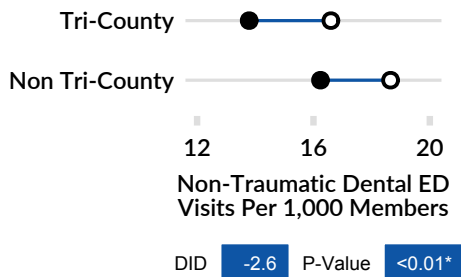 Tri-County
Non Tri-County
12 16 20
Non-Traumatic Dental ED
Visits Per 1,000 Members
DID -2.6 P-Value <0.01*